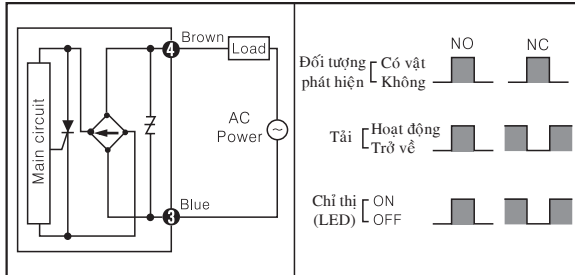 Main circuit
4
Brown
Load
AC
Power
~
3
Blue
NO
NC
Đối tượng
phát hiện
Có vật
Không
Tải
Hoạt động
Trở về
Chỉ thị
(LED)
ON
OFF